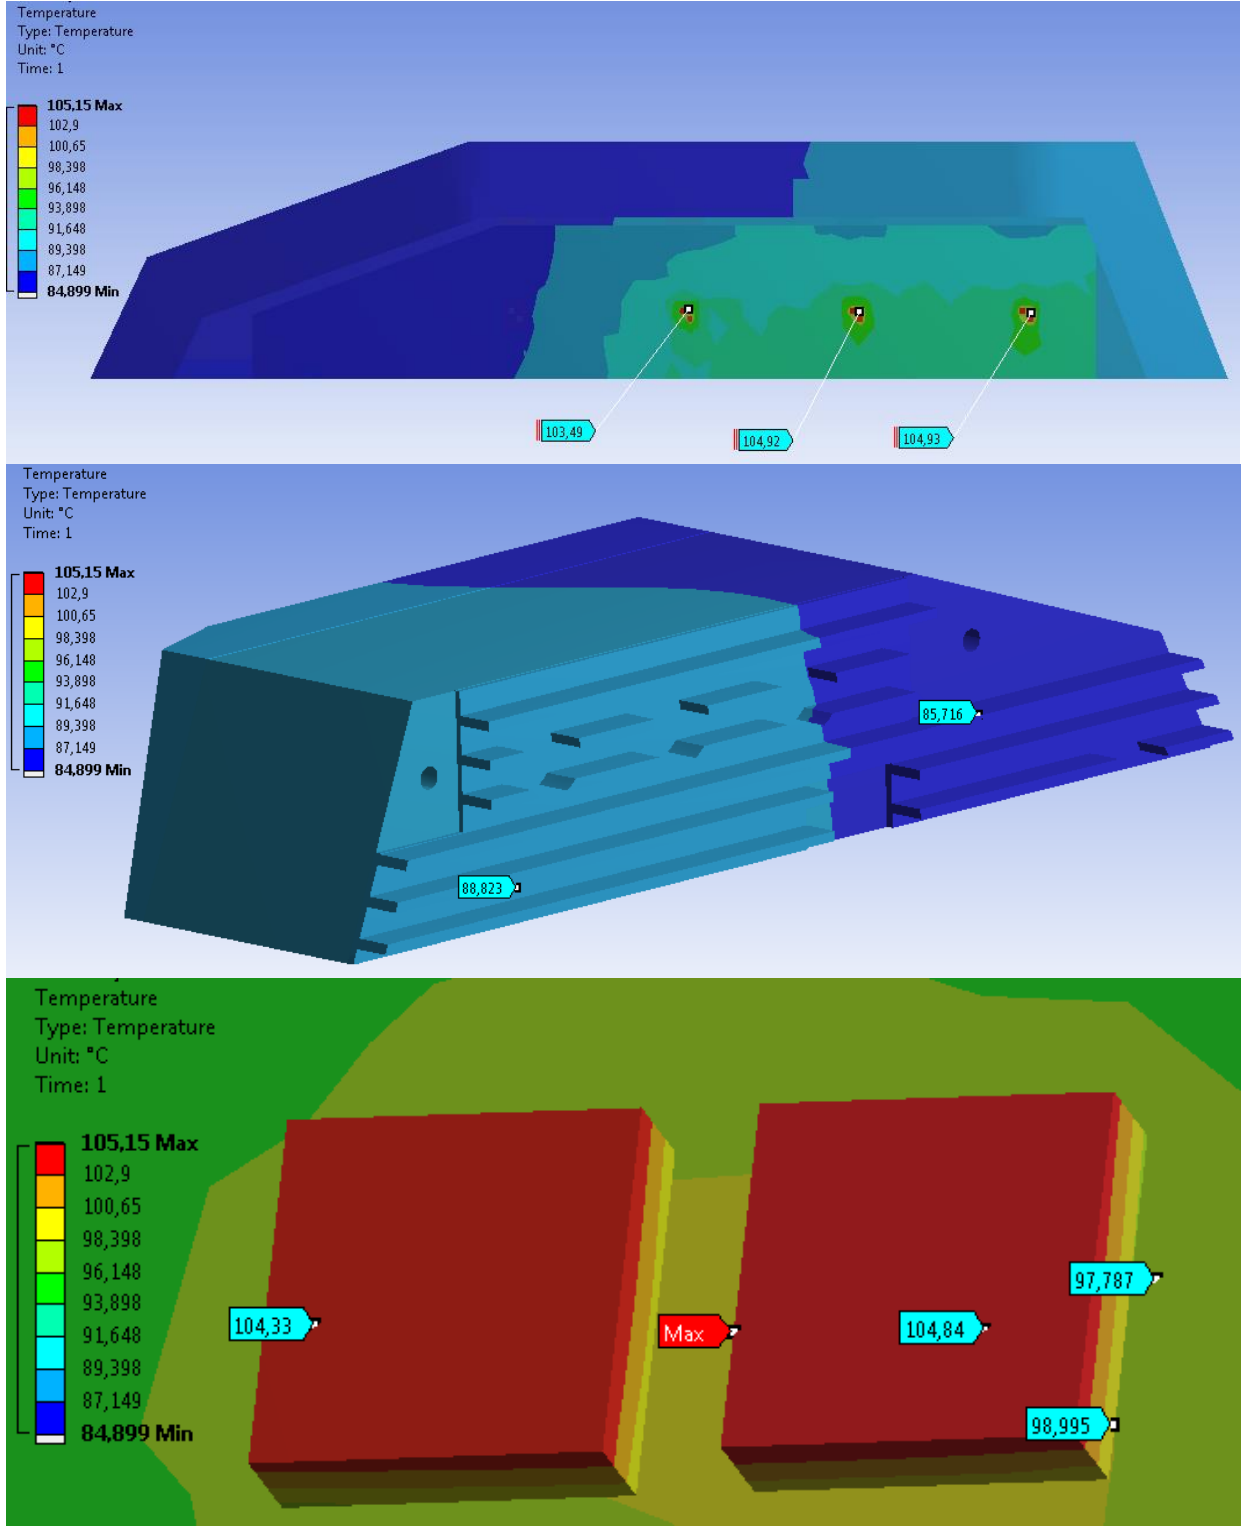 Temperature
Type: Temperature
Unit: °C
Time: 1
105,15 Max
102,9
100,65
98,398
96,148
93,898
91,648
89,398
87,149
84,899 Min
103,49
104,92
104,93
Temperature
Type: Temperature
Unit: °C
Time: 1
105,15 Max
102,9
100,65
98,398
96,148
93,898
91,648
89,398
87,149
84,899 Min
85,716
88,823
Temperature
Type: Temperature
Unit: °C
Time: 1
105,15 Max
102,9
100,65
98,398
96,148
93,898
91,648
89,398
87,149
84,899 Min
97,787
104,33
Max
104,84
98,995